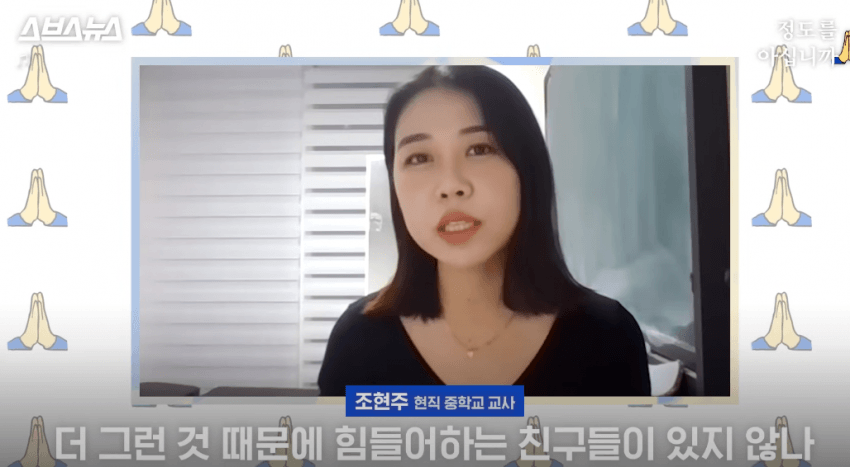 스브스뉴스
정도를
아십니까
조현주 현직 중학교 교사
더 그런 것 때문에 힘들어하는 친구들이 있지 않나